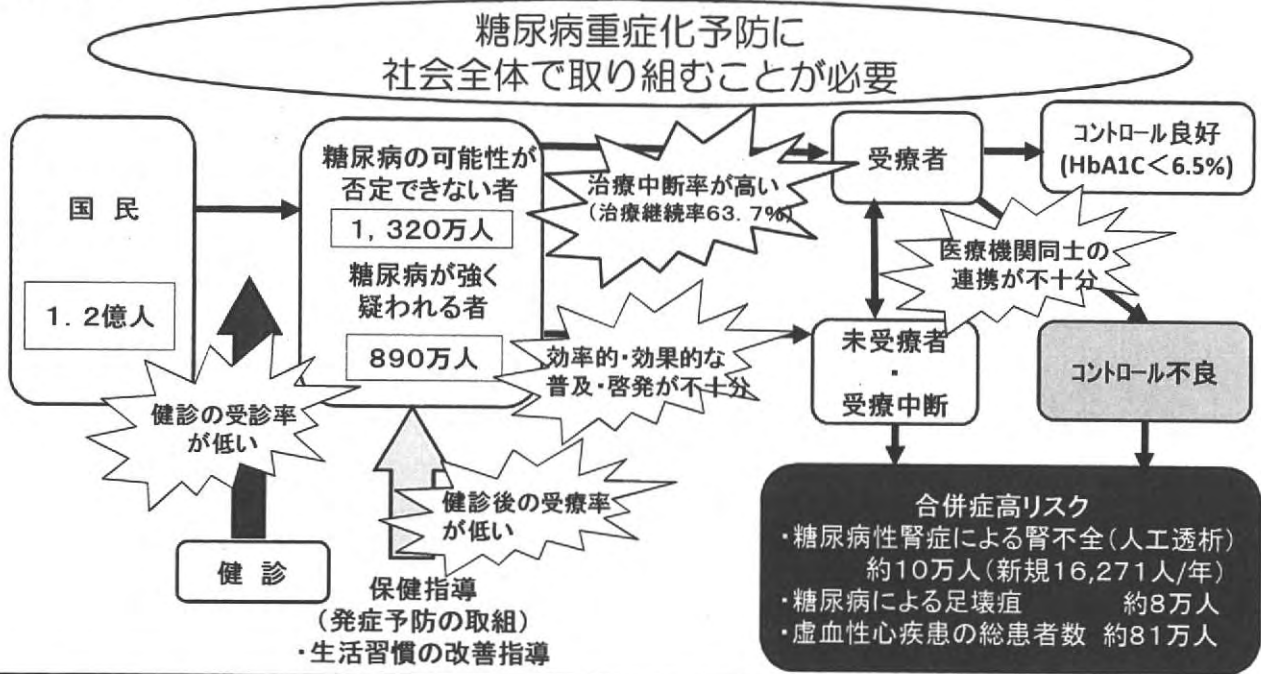 糖尿病重症化予防に
社会全体で取り組むことが必要
国 民
1. 2億人
糖尿病の可能性が
否定できない者
1, 320万人
糖尿病が強く
疑われる者
890万人
治療中断率が高い
(治療継続率63. 7%)
受療者
コントロール良好
(HbA1C<6.5%)
医療機関同士の
連携が不十分
効率的・効果的な
普及・啓発が不十分
未受療者
・
受療中断
コントロール不良
健診の受診率
が低い
健診後の受療率
が低い
健 診
保健指導
(発症予防の取組)
・生活習慣の改善指導
合併症高リスク
・糖尿病性腎症による腎不全(人工透析)
約10万人(新規16,271人/年)
・糖尿病による足壊疽 約8万人
・虚血性心疾患の総患者数 約81万人